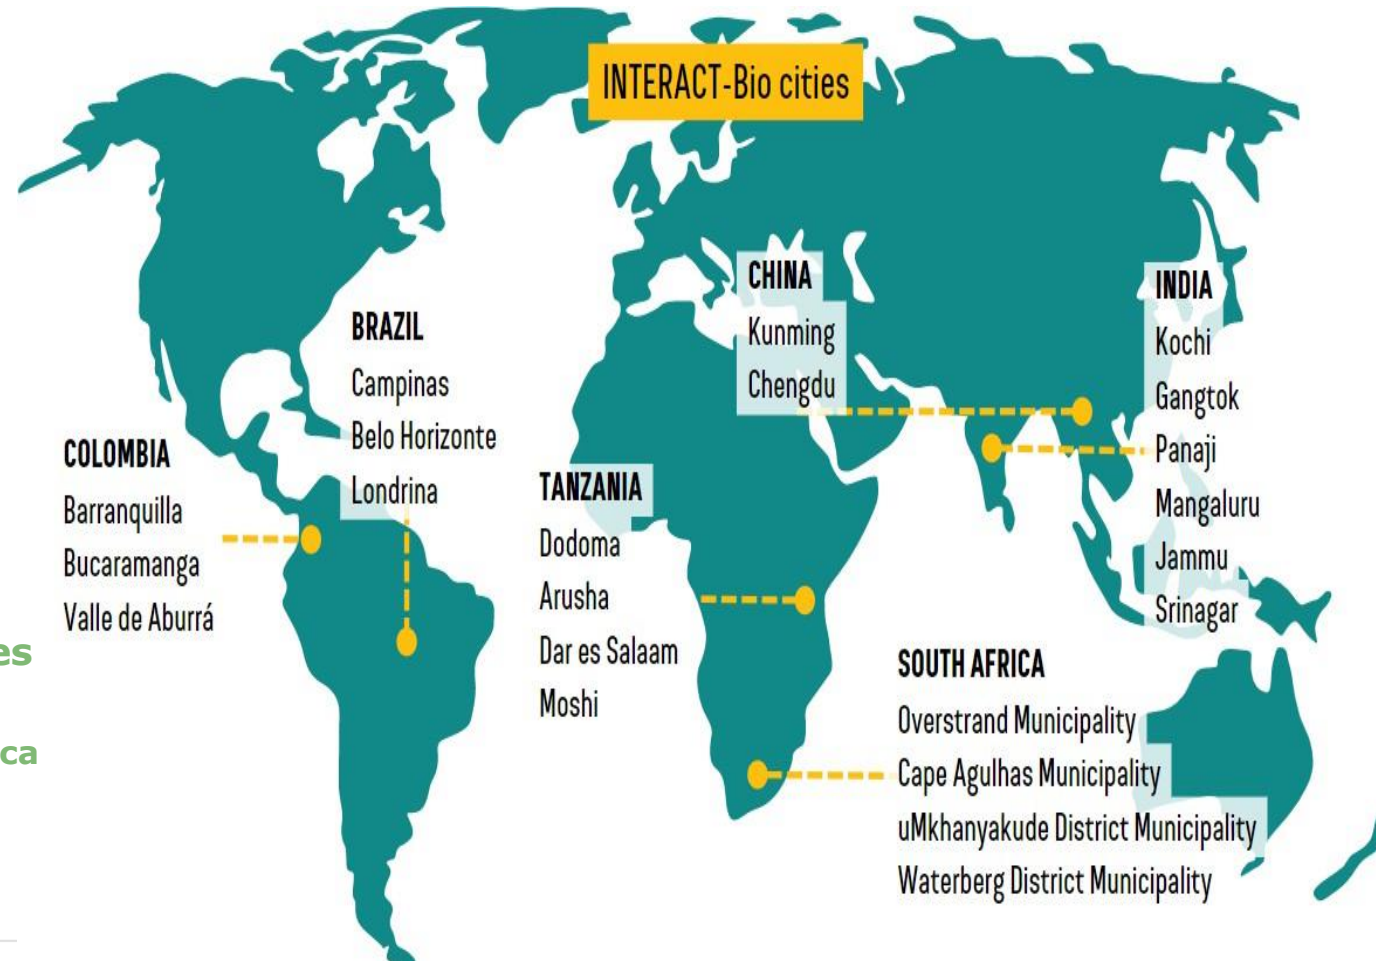 INTERACT-Bio cities
CHINA
Kunming
Chengdu
INDIA
Kochi
Gangtok
Panaji
Mangaluru
Jammu
Srinagar
BRAZIL
Campinas
Belo Horizonte
Londrina
COLOMBIA
Barranquilla
Bucaramanga
Valle de Aburrá
TANZANIA
Dodoma
Arusha
Dar es Salaam
Moshi
SOUTH AFRICA
Overstrand Municipality
Cape Agulhas Municipality
uMkhanyakude District Municipality
Waterberg District Municipality
es
ca